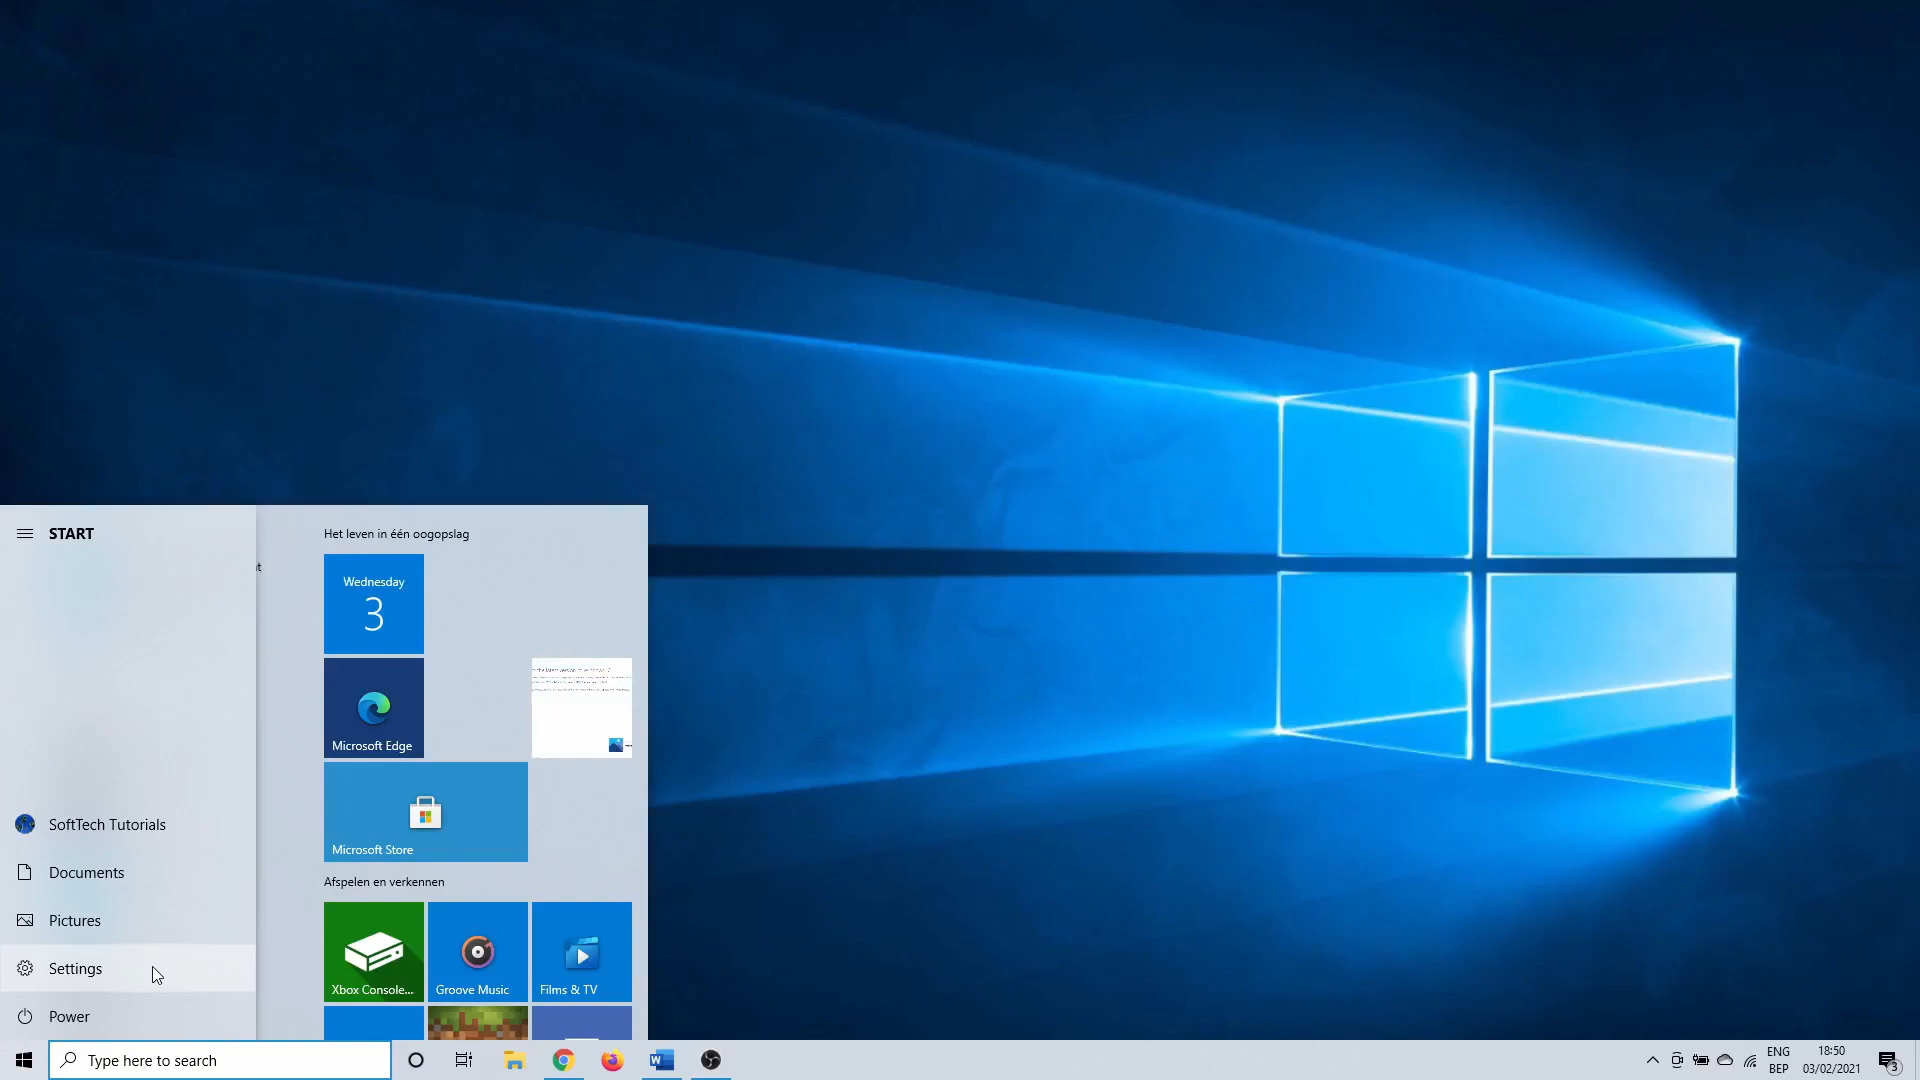 START
Het leven in één oogopslag
Wednesday
3
Microsoft Edge
Microsoft Store
Afspelen en verkennen
Xbox Console...
Groove Music
Films & TV
SoftTech Tutorials
Documents
Pictures
Settings
Power
Type here to search
ENG
BEP
18:50
03/02/2021
3